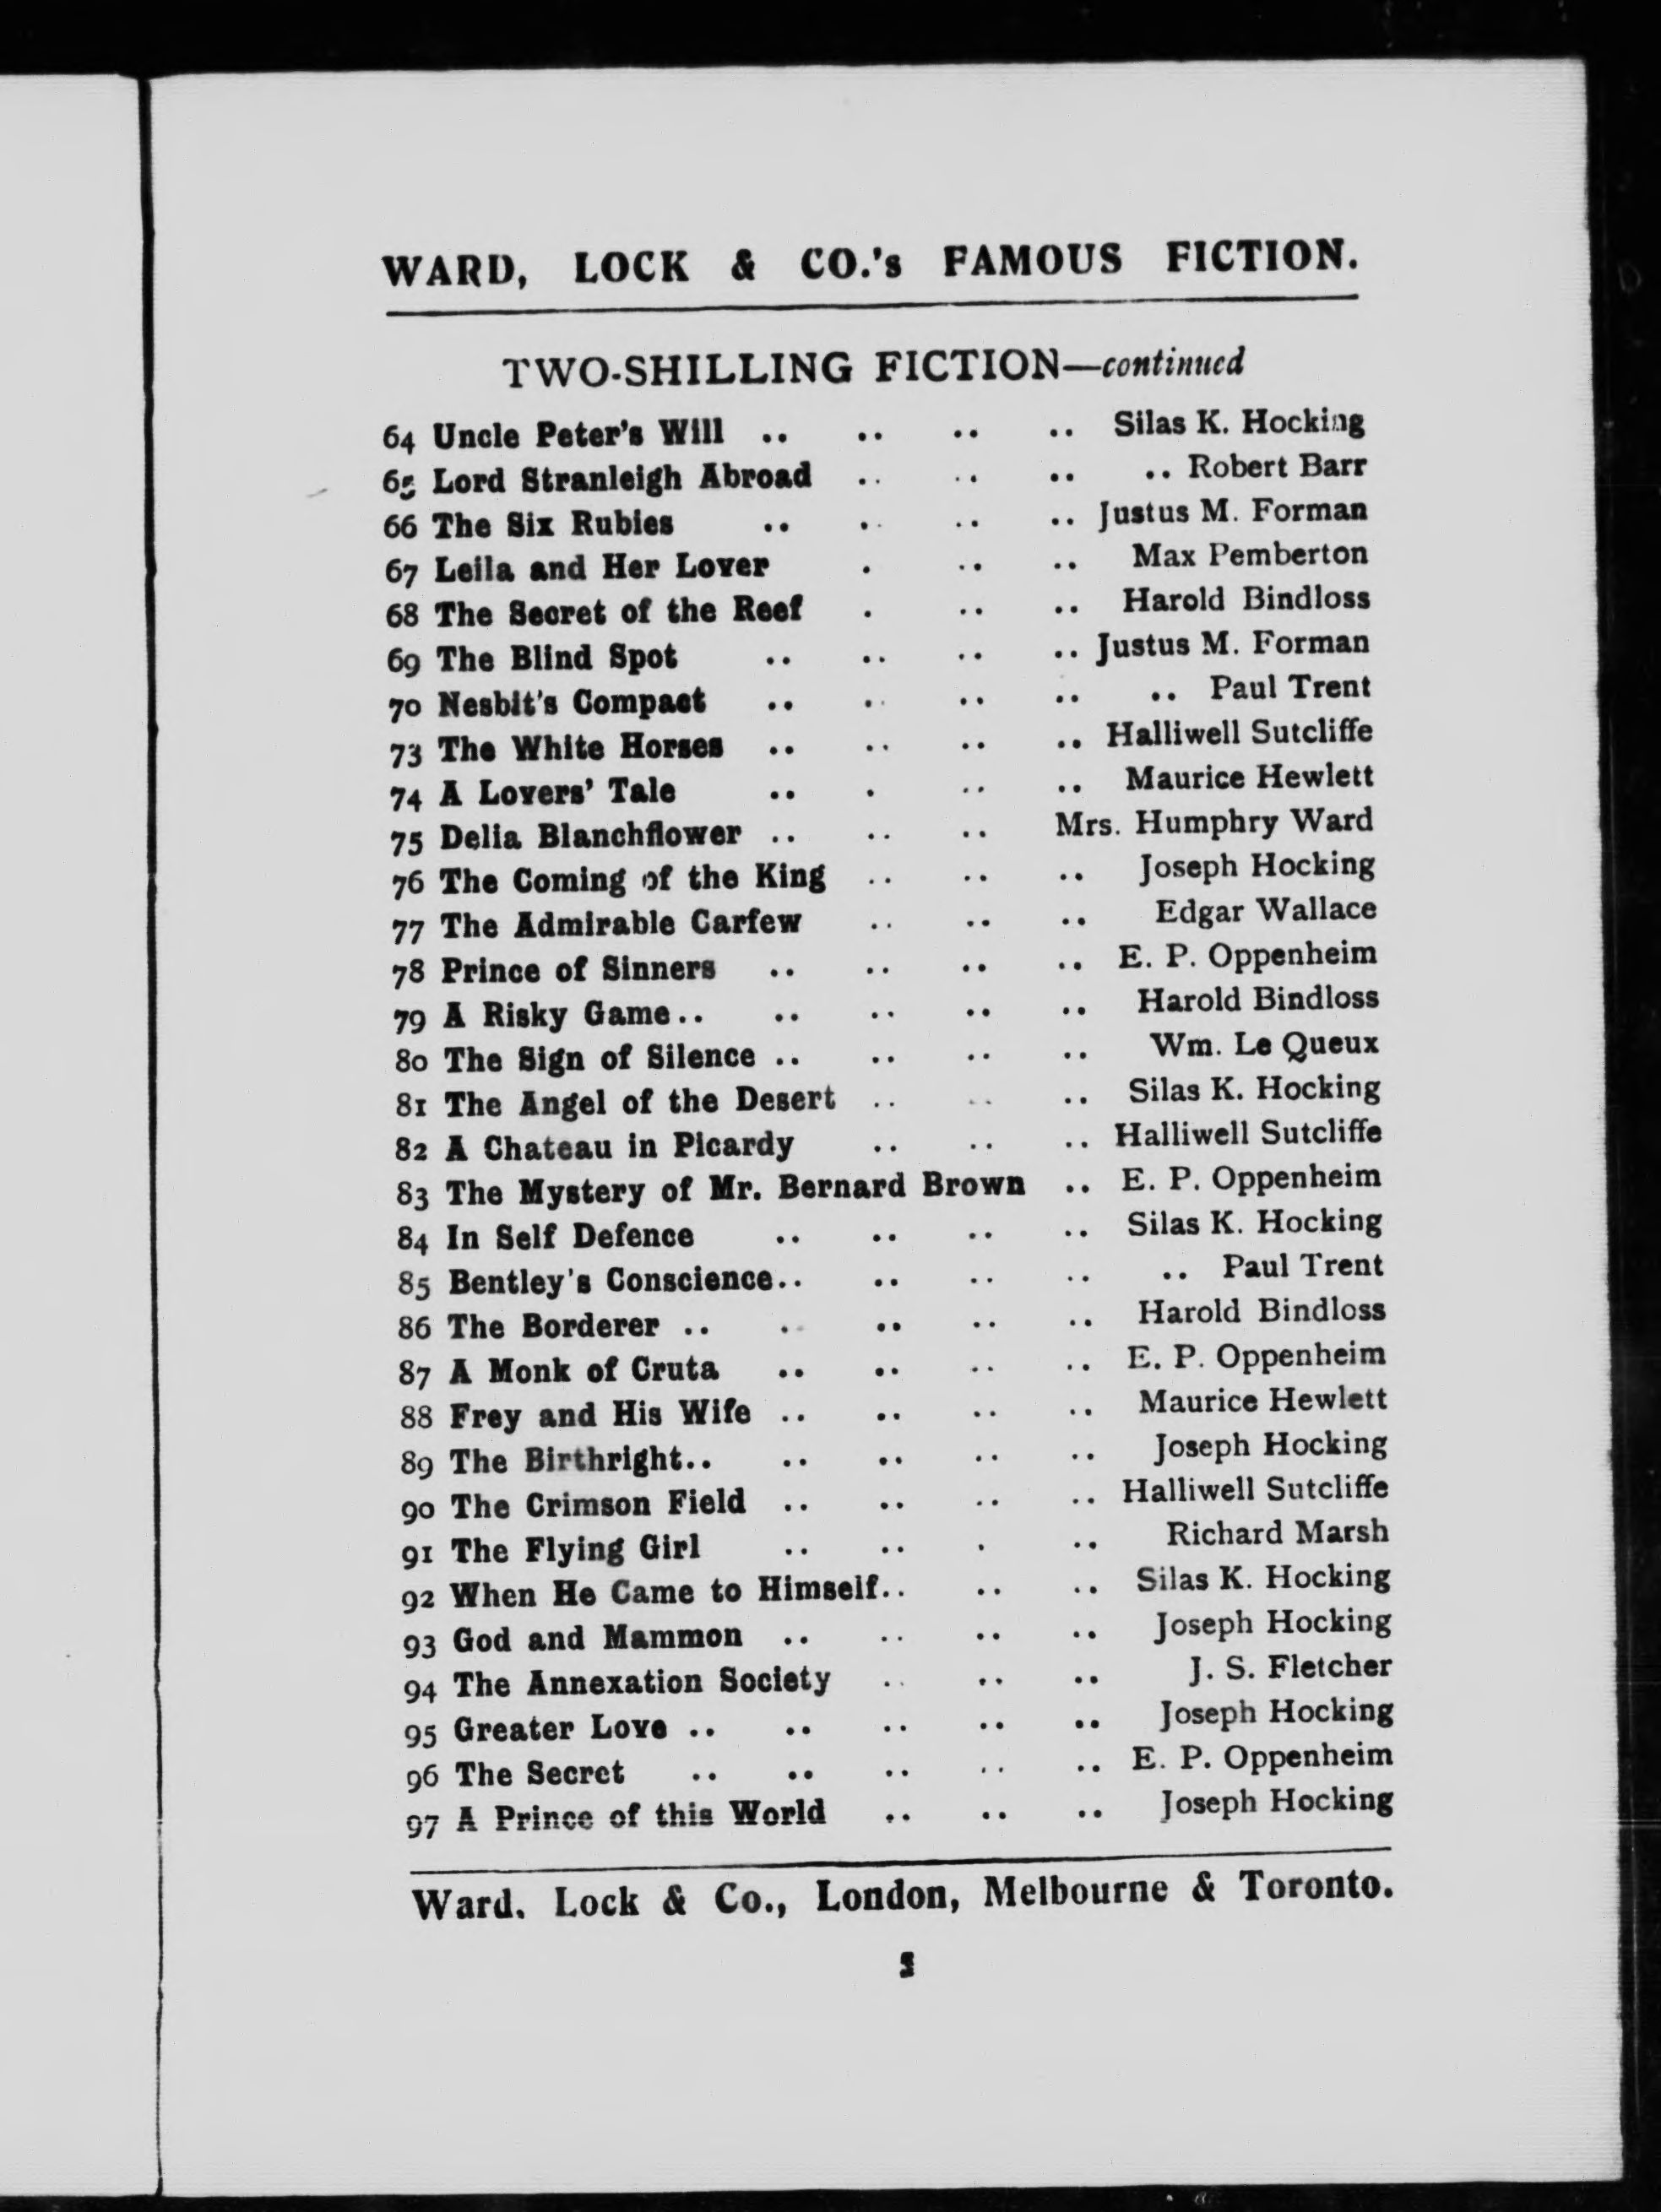 WARD, LOCK & CO.'s FAMOUS FICTION.
TWO-SHILLING FICTION—continued
64 Uncle Peter's Will .. .. .. .. Silas K. Hocking
65 Lord Stranleigh Abroad .. .. .. .. Robert Barr
66 The Six Rubies .. .. .. .. Justus M. Forman
67 Leila and Her Lover . .. .. Max Pemberton
68 The Secret of the Reef . .. .. Harold Bindloss
69 The Blind Spot .. .. .. .. Justus M. Forman
70 Nesbit's Compact .. .. .. .. .. Paul Trent
73 The White Horses .. .. .. .. Halliwell Sutcliffe
74 A Lovers' Tale .. . .. .. Maurice Hewlett
75 Delia Blanchflower .. .. .. Mrs. Humphry Ward
76 The Coming of the King .. .. .. Joseph Hocking
77 The Admirable Carfew .. .. .. Edgar Wallace
78 Prince of Sinners .. .. .. .. E. P. Oppenheim
79 A Risky Game .. .. .. .. .. Harold Bindloss
80 The Sign of Silence .. .. .. .. Wm. Le Queux
81 The Angel of the Desert .. .. .. Silas K. Hocking
82 A Chateau in Picardy .. .. .. Halliwell Sutcliffe
83 The Mystery of Mr. Bernard Brown .. E. P. Oppenheim
84 In Self Defence .. .. .. .. Silas K. Hocking
85 Bentley's Conscience .. .. .. .. .. Paul Trent
86 The Borderer .. .. .. .. .. Harold Bindloss
87 A Monk of Cruta .. .. .. .. E. P. Oppenheim
88 Frey and His Wife .. .. .. .. Maurice Hewlett
89 The Birthright .. .. .. .. .. Joseph Hocking
90 The Crimson Field .. .. .. .. Halliwell Sutcliffe
91 The Flying Girl .. .. . .. Richard Marsh
92 When He Came to Himself .. .. .. Silas K. Hocking
93 God and Mammon .. .. .. .. Joseph Hocking
94 The Annexation Society .. .. .. J. S. Fletcher
95 Greater Love .. .. .. .. .. Joseph Hocking
96 The Secret .. .. .. .. .. E. P. Oppenheim
97 A Prince of this World .. .. .. Joseph Hocking
Ward, Lock & Co., London, Melbourne & Toronto.